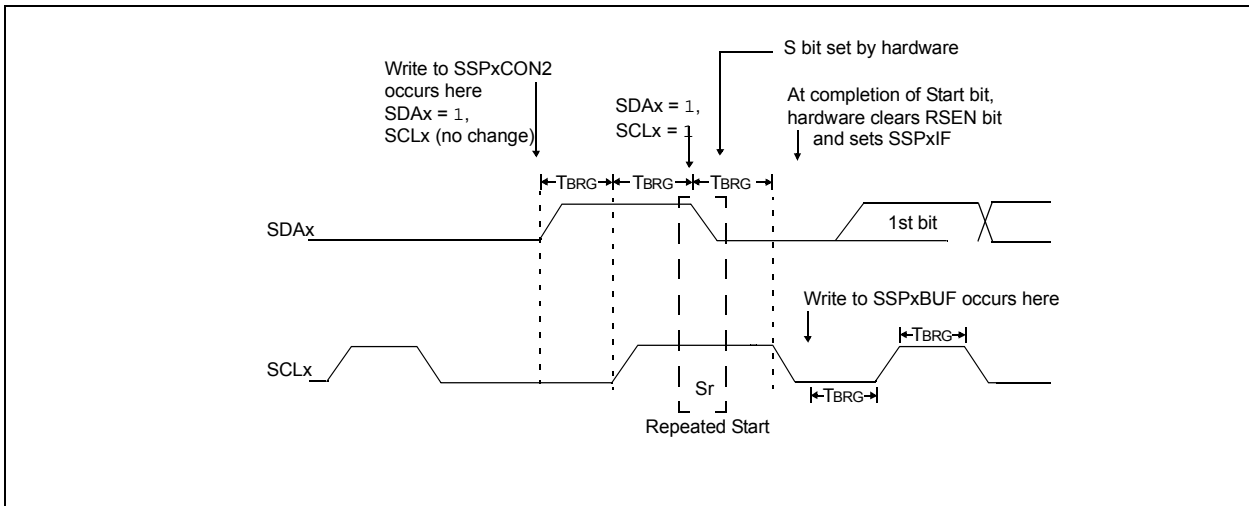 S bit set by hardware
Write to SSPxCON2
occurs here
SDAx = 1,
SCLx (no change)
SDAx = 1,
SCLx = 1
At completion of Start bit,
hardware clears RSEN bit
and sets SSPxIF
TBRG TBRG TBRG
SDAx
1st bit
Write to SSPxBUF occurs here
TBRG
SCLx
Sr
TBRG
Repeated Start